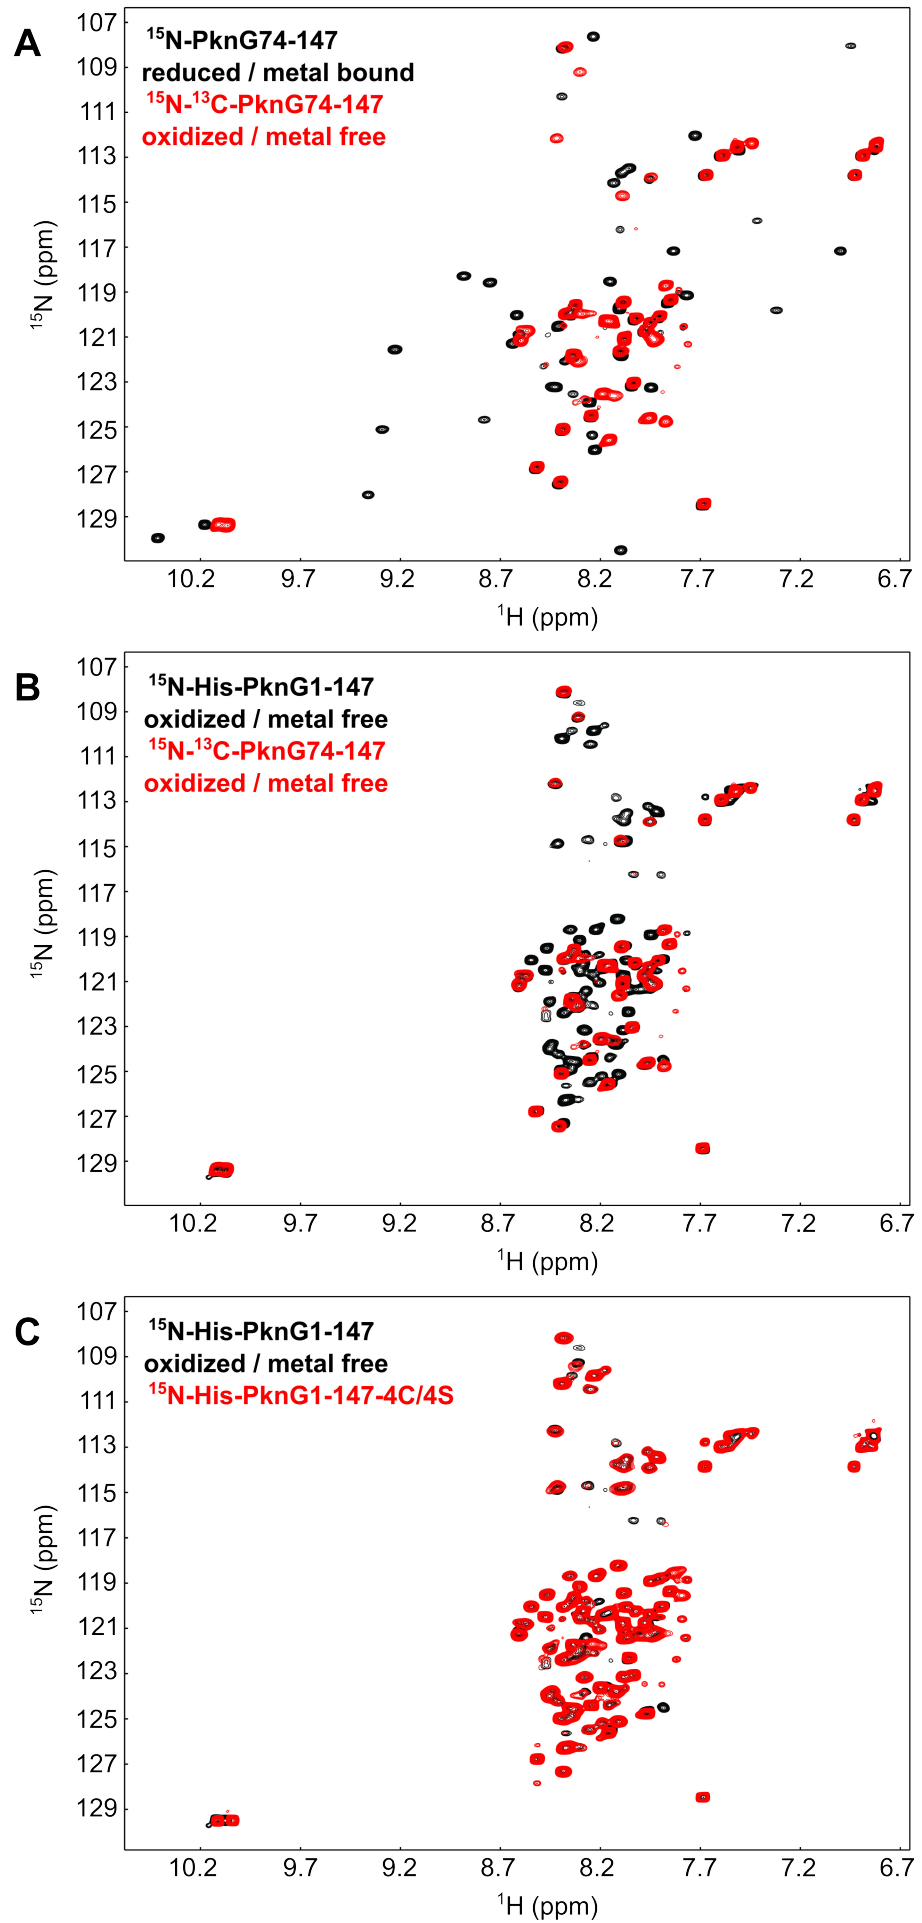 A
¹⁵N-PknG74-147
reduced / metal bound
¹⁵N-¹³C-PknG74-147
oxidized / metal free
107
109
111
113
115
117
119
121
123
125
127
129
¹⁵N (ppm)
10.2 9.7 9.2 8.7 8.2 7.7 7.2 6.7
¹H (ppm)
B
¹⁵N-His-PknG1-147
oxidized / metal free
¹⁵N-¹³C-PknG74-147
oxidized / metal free
107
109
111
113
115
117
119
121
123
125
127
129
¹⁵N (ppm)
10.2 9.7 9.2 8.7 8.2 7.7 7.2 6.7
¹H (ppm)
C
¹⁵N-His-PknG1-147
oxidized / metal free
¹⁵N-His-PknG1-147-4C/4S
107
109
111
113
115
117
119
121
123
125
127
129
¹⁵N (ppm)
10.2 9.7 9.2 8.7 8.2 7.7 7.2 6.7
¹H (ppm)